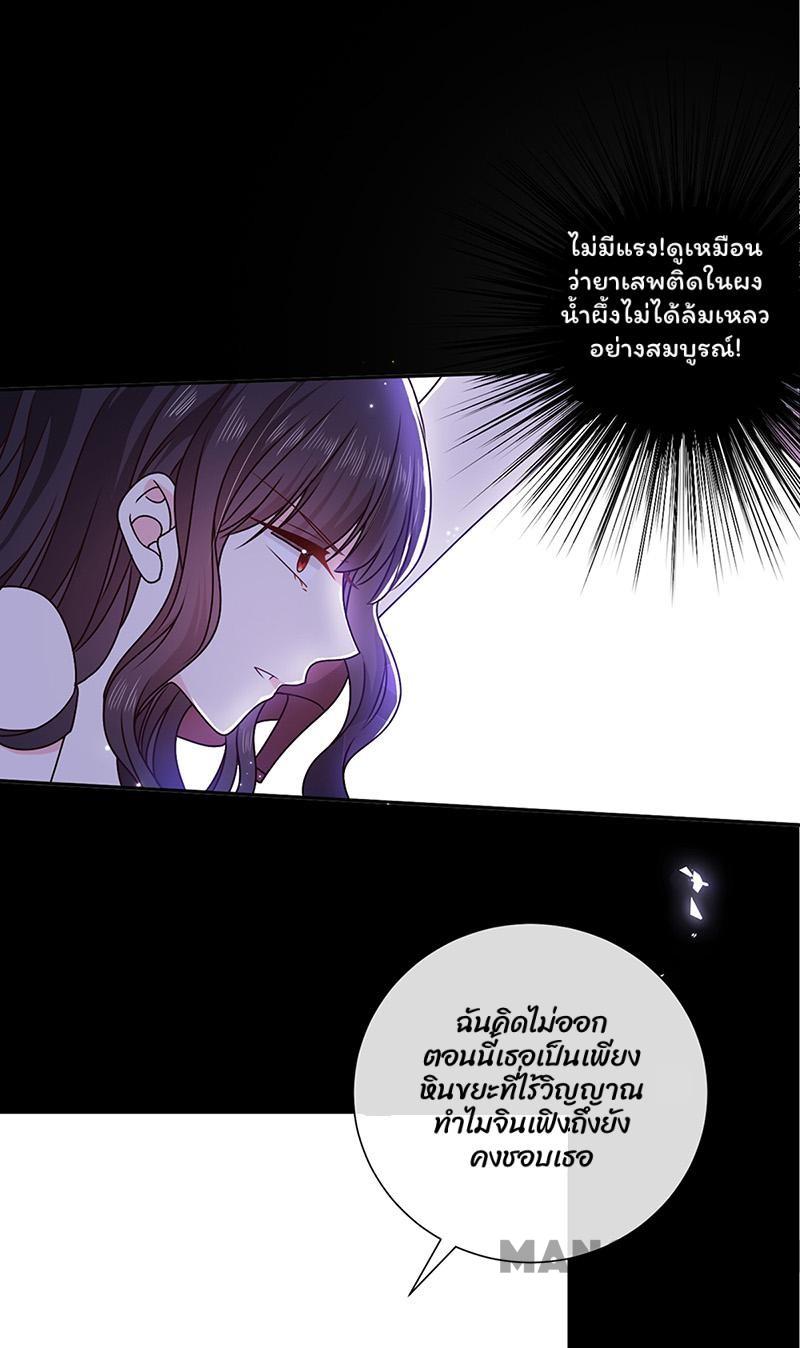 ไม่มีแรง!ดูเหมือน
ว่ายาเสพติดในผง
น้ำผึ้งไม่ได้ล้มเหลว
อย่างสมบูรณ์!
ฉันคิดไม่ออก
ตอนนี้เธอเป็นเพียง
หินขยะที่ไร้วิญญาณ
ทำไมจินเฟิงถึงยัง
คงชอบเธอ
MAN